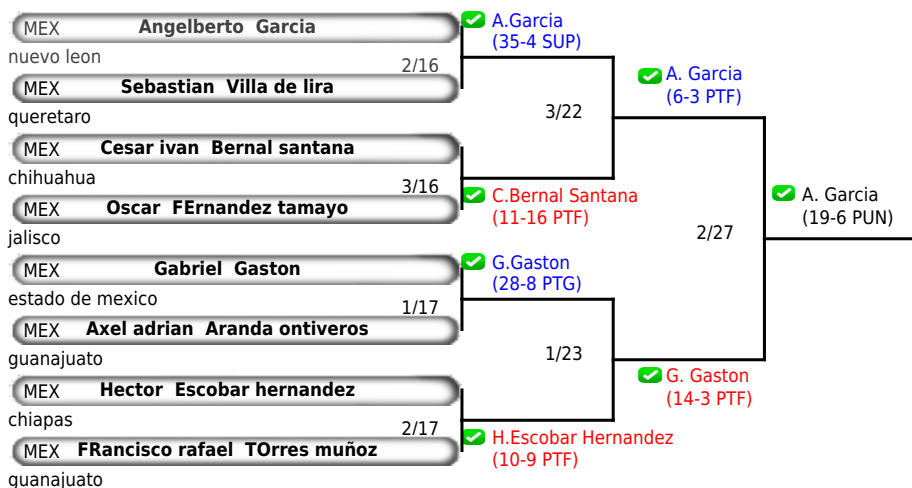 MEX Angelberto Garcia
nuevo leon
MEX Sebastian Villa de lira
queretaro
2/16
A.Garcia
(35-4 SUP)
MEX Cesar ivan Bernal santana
chihuahua
MEX Oscar FErnandez tamayo
jalisco
3/16
C.Bernal Santana
(11-16 PTF)
3/22
A. Garcia
(6-3 PTF)
MEX Gabriel Gaston
estado de mexico
MEX Axel adrian Aranda ontiveros
guanajuato
1/17
G.Gaston
(28-8 PTG)
MEX Hector Escobar hernandez
chiapas
MEX FRancisco rafael TOrres muñoz
guanajuato
2/17
H.Escobar Hernandez
(10-9 PTF)
1/23
G. Gaston
(14-3 PTF)
2/27
A. Garcia
(19-6 PUN)